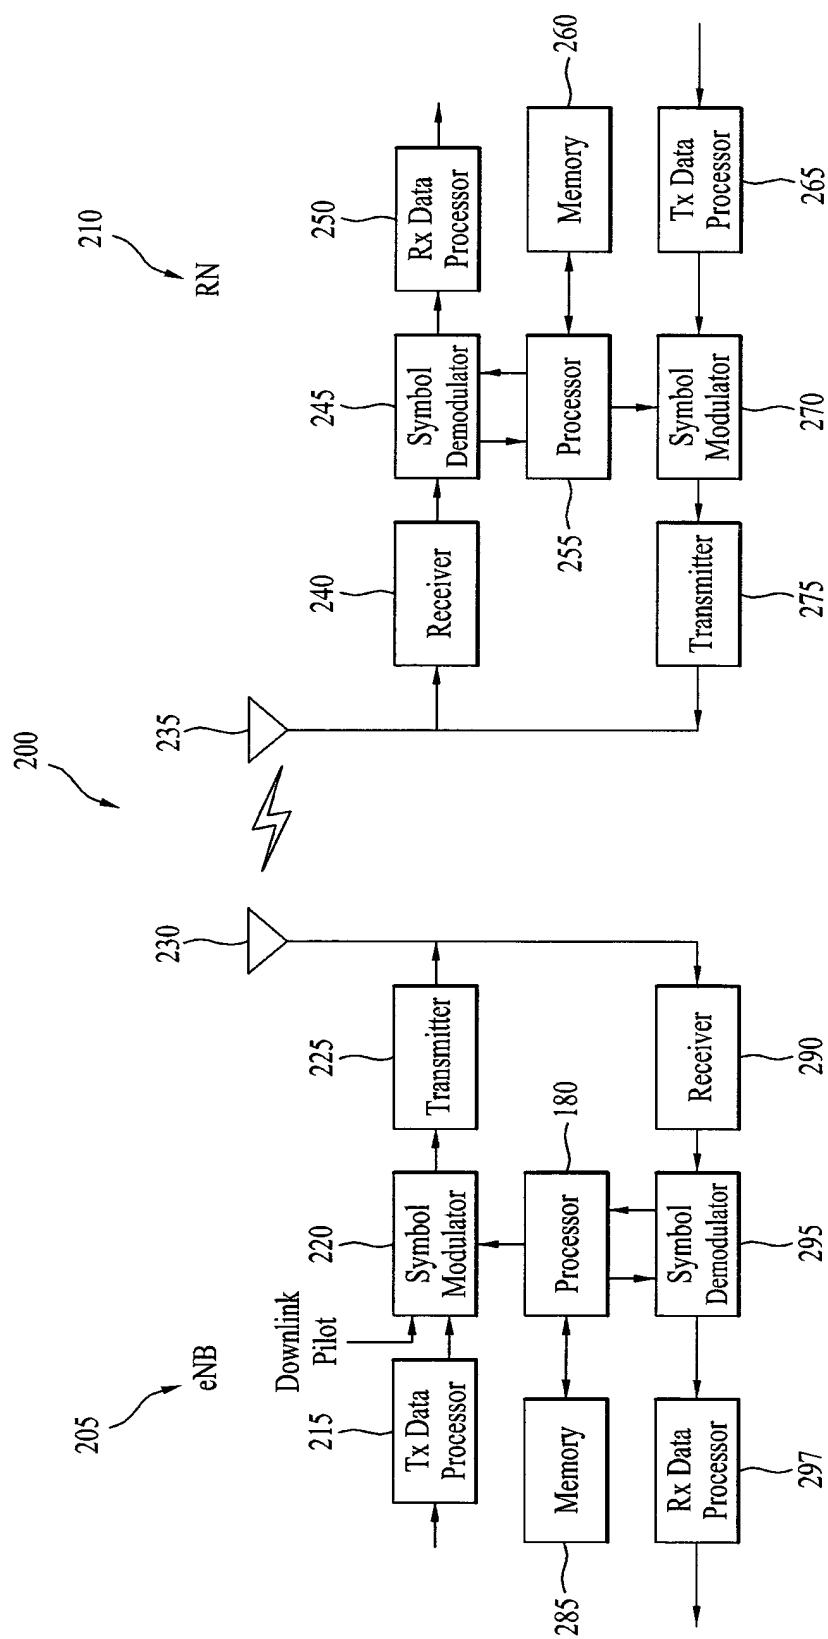 200
205
eNB
210
RN
230
235
Downlink
Pilot
215
Tx Data
Processor
220
Symbol
Modulator
225
Transmitter
240
Receiver
245
Symbol
Demodulator
250
Rx Data
Processor
285
Memory
180
Processor
255
Processor
260
Memory
297
Rx Data
Processor
295
Symbol
Demodulator
290
Receiver
275
Transmitter
270
Symbol
Modulator
265
Tx Data
Processor